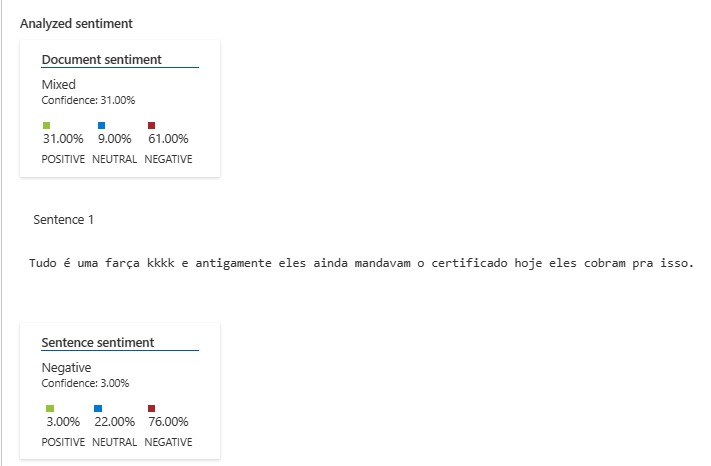 Analyzed sentiment
Document sentiment
Mixed
Confidence: 31.00%
31.00% 9.00% 61.00%
POSITIVE NEUTRAL NEGATIVE
Sentence 1
Tudo é uma farça kkkk e antigamente eles ainda mandavam o certificado hoje eles cobram pra isso.
Sentence sentiment
Negative
Confidence: 3.00%
3.00% 22.00% 76.00%
POSITIVE NEUTRAL NEGATIVE